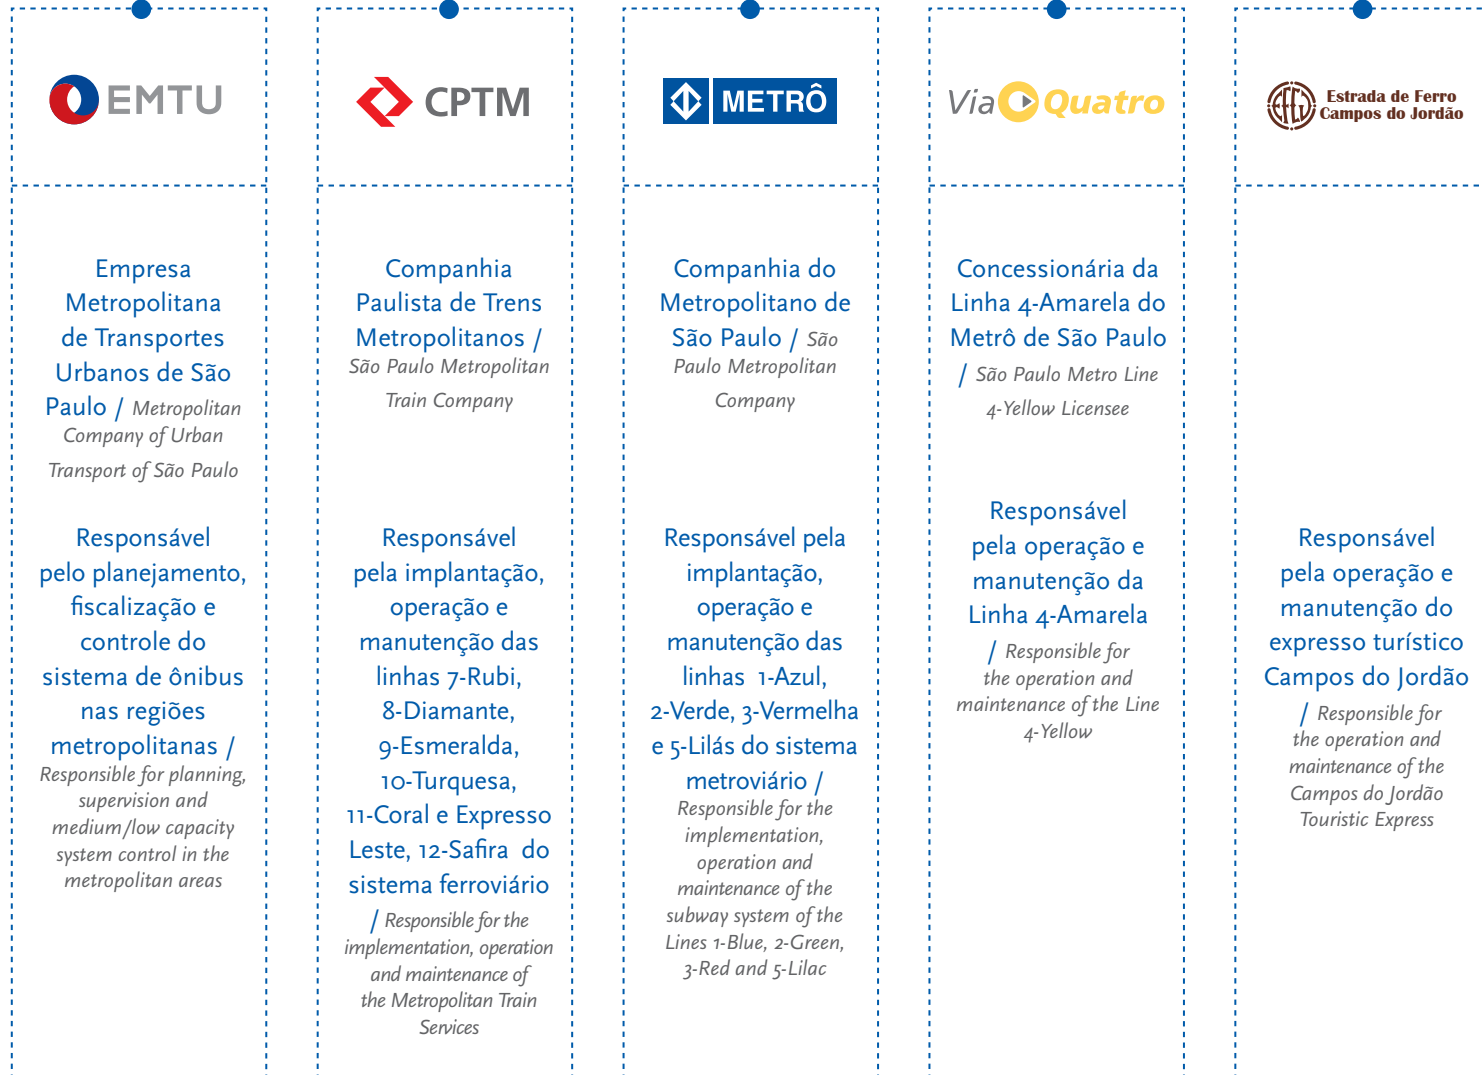 EMTU
Empresa
Metropolitana
de Transportes
Urbanos de São
Paulo / Metropolitan
Company of Urban
Transport of São Paulo
Responsável
pelo planejamento,
fiscalização e
controle do
sistema de ônibus
nas regiões
metropolitanas /
Responsible for planning,
supervision and
medium/low capacity
system control in the
metropolitan areas
CPTM
Companhia
Paulista de Trens
Metropolitanos /
São Paulo Metropolitan
Train Company
Responsável
pela implantação,
operação e
manutenção das
linhas 7-Rubi,
8-Diamante,
9-Esmeralda,
10-Turquesa,
11-Coral e Expresso
Leste, 12-Safira do
sistema ferroviário
/ Responsible for the
implementation, operation
and maintenance of
the Metropolitan Train
Services
METRÔ
Companhia do
Metropolitano de
São Paulo / São
Paulo Metropolitan
Company
Responsável pela
implantação,
operação e
manutenção das
linhas 1-Azul,
2-Verde, 3-Vermelha
e 5-Lilás do sistema
metroviário /
Responsible for the
implementation,
operation and
maintenance of the
subway system of the
Lines 1-Blue, 2-Green,
3-Red and 5-Lilac
Via Quatro
Concessionária da
Linha 4-Amarela do
Metrô de São Paulo
/ São Paulo Metro Line
4-Yellow Licensee
Responsável
pela operação e
manutenção da
Linha 4-Amarela
/ Responsible for
the operation and
maintenance of the Line
4-Yellow
Estrada de Ferro
Campos do Jordão
Responsável
pela operação e
manutenção do
expresso turístico
Campos do Jordão
/ Responsible for
the operation and
maintenance of the
Campos do Jordão
Touristic Express